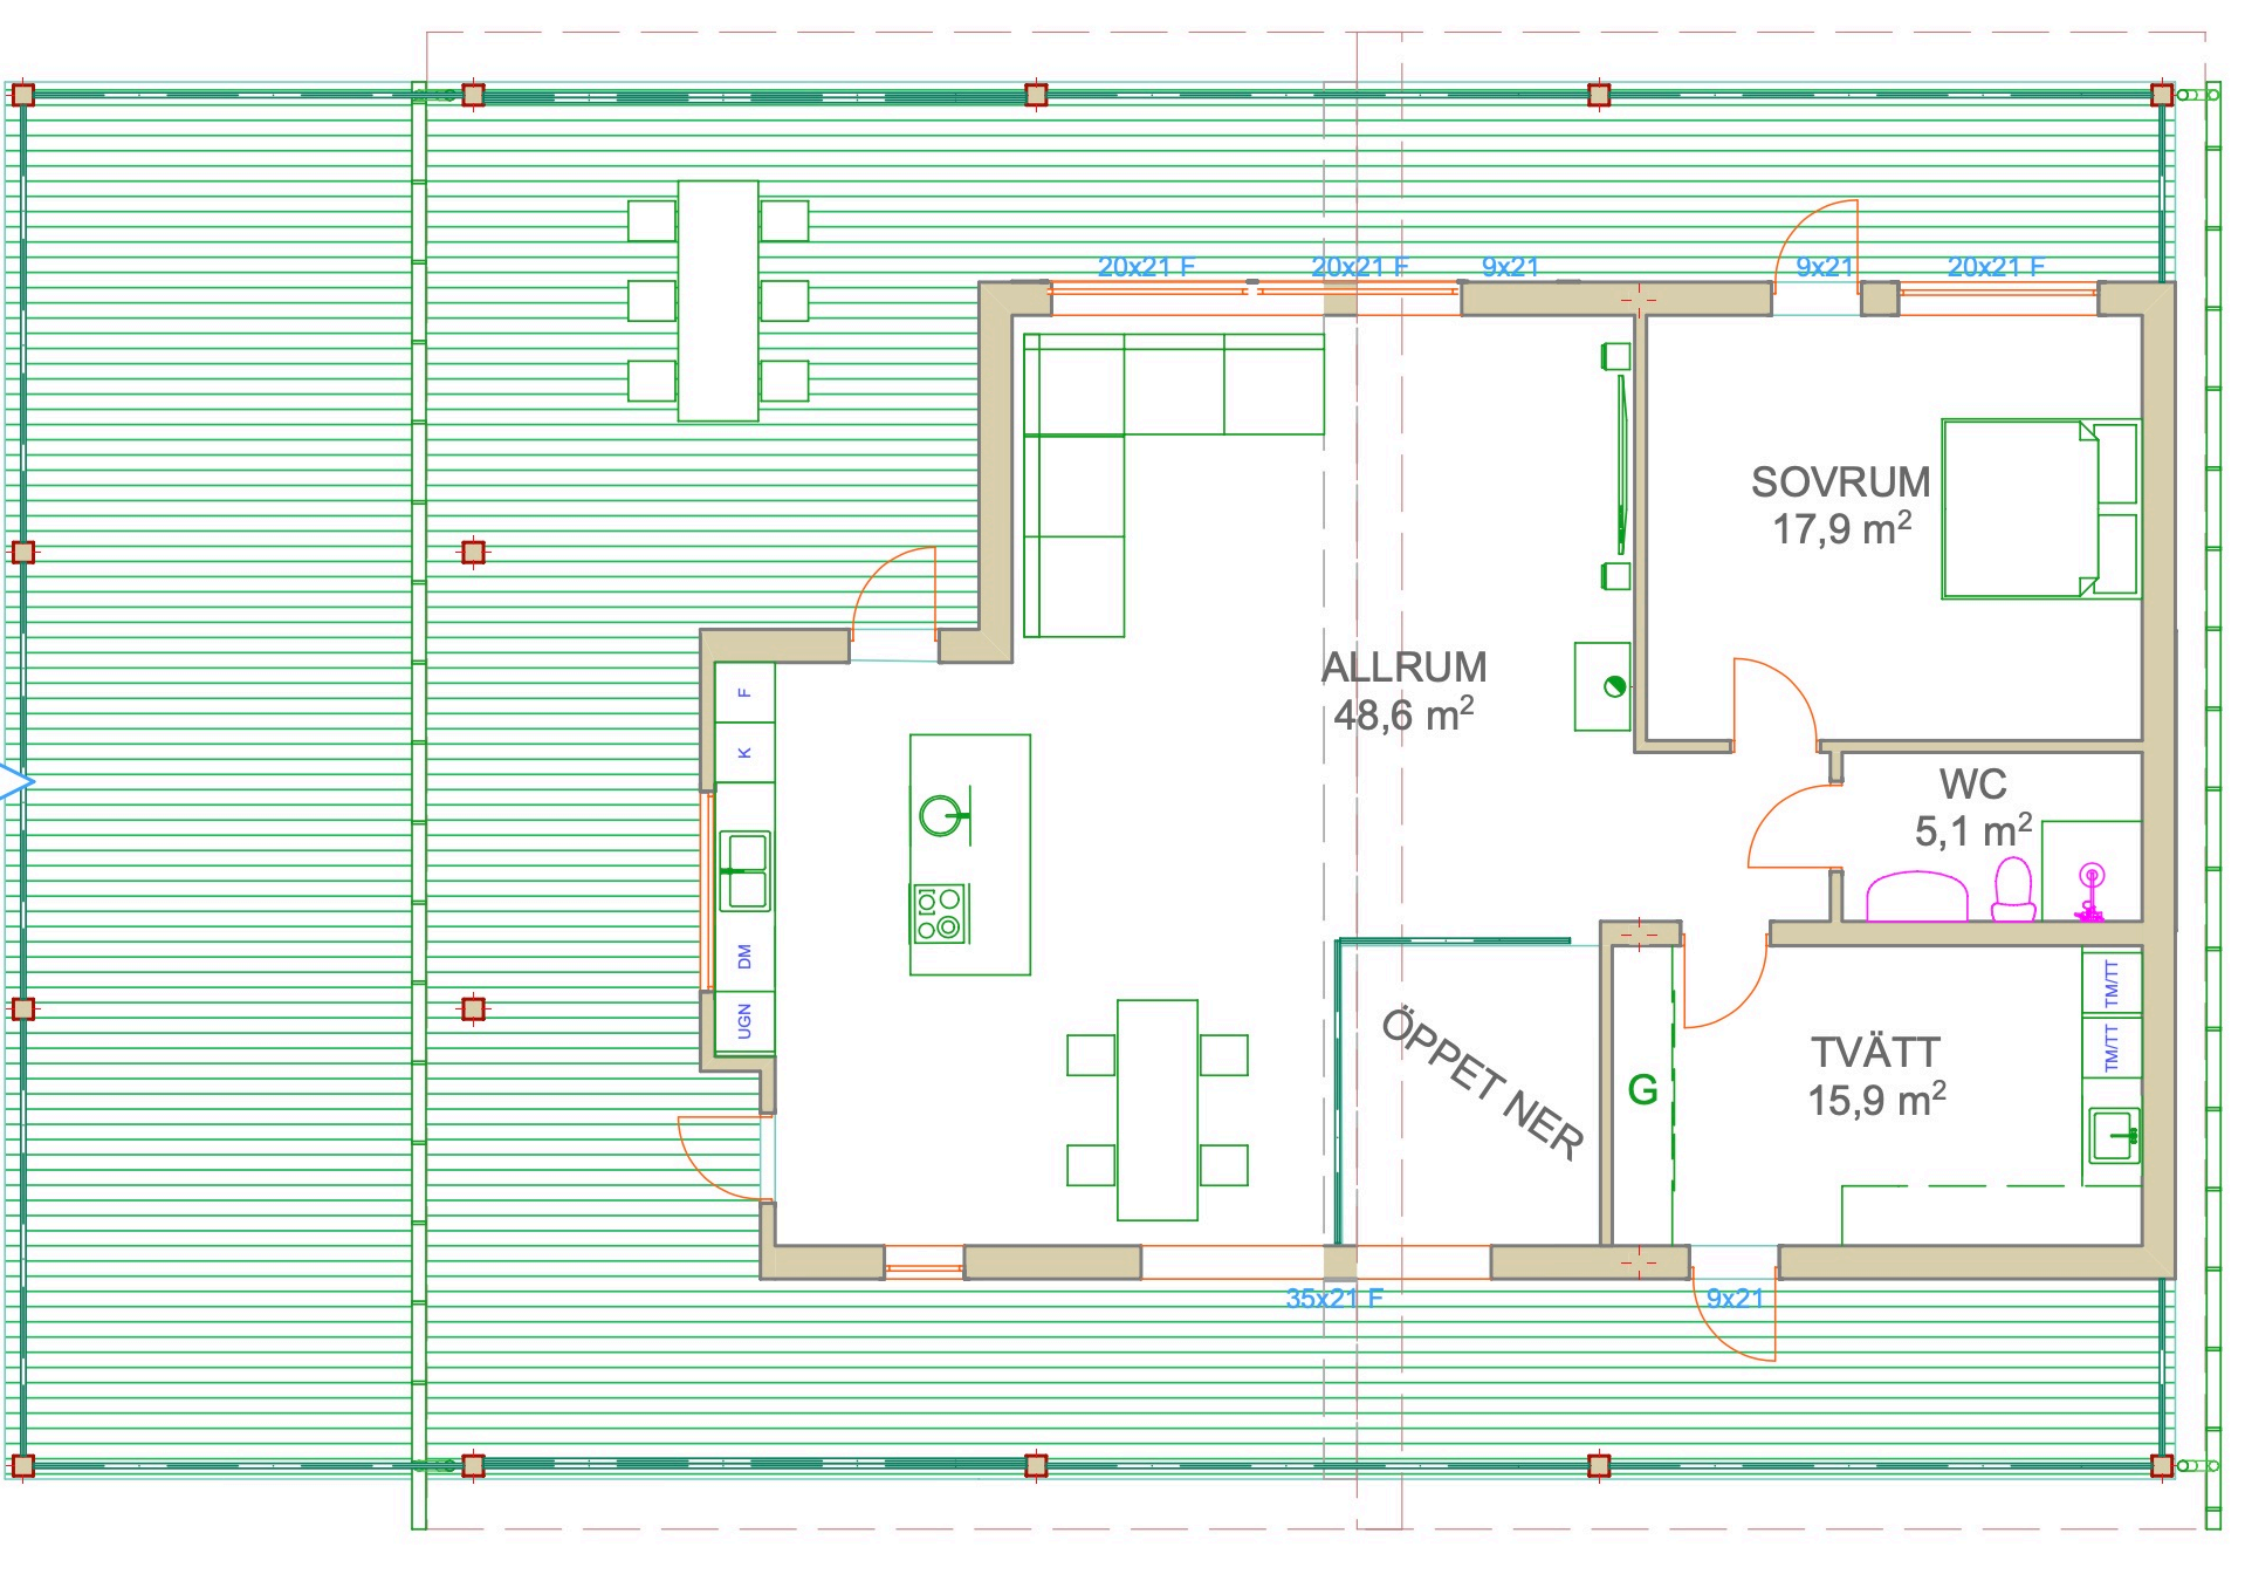 20x21 F
20x21 F
9x21
9x21
20x21 F
SOVRUM
17,9 m²
ALLRUM
48,6 m²
F
K
DM
UGN
WC
5,1 m²
ÖPPET NER
G
TVÄTT
15,9 m²
TM/TT
TM/TT
35x21 F
9x21